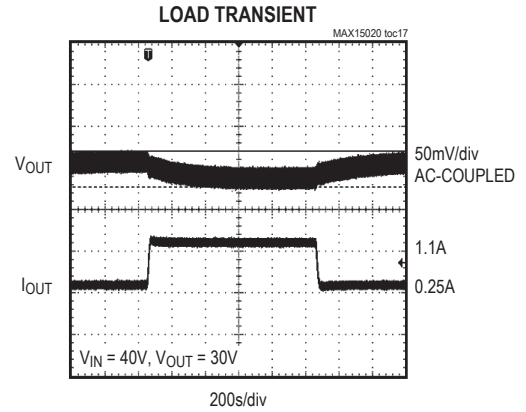 LOAD TRANSIENT
MAX15020 toc17
T
VOUT
50mV/div
AC-COUPLED
1.1A
IOUT
0.25A
VIN = 40V, VOUT = 30V
200s/div